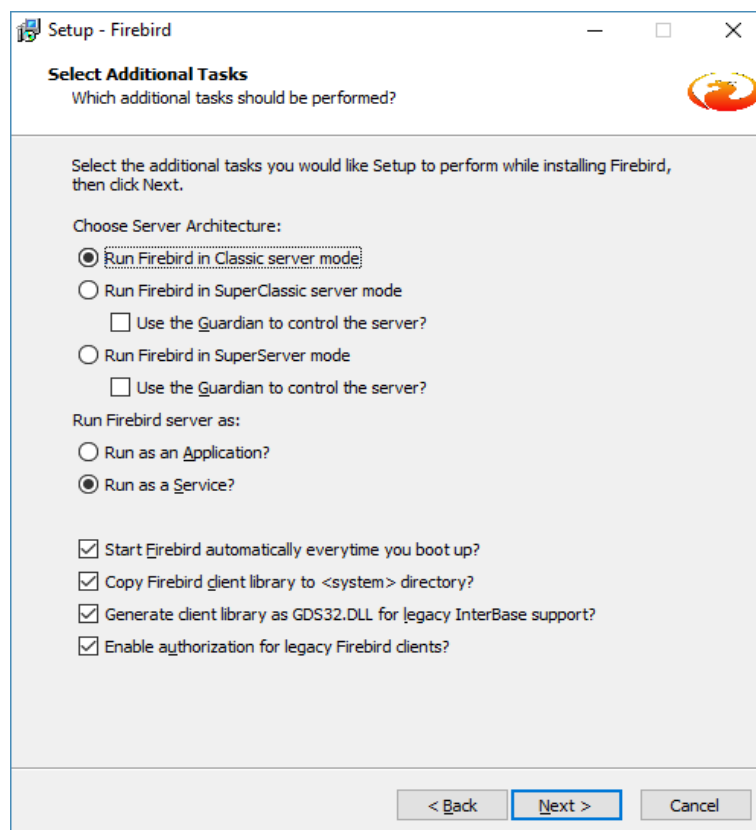 Setup - Firebird
Select Additional Tasks
Which additional tasks should be performed?
Select the additional tasks you would like Setup to perform while installing Firebird,
then click Next.
Choose Server Architecture:
Run Firebird in Classic server mode
Run Firebird in SuperClassic server mode
Use the Guardian to control the server?
Run Firebird in SuperServer mode
Use the Guardian to control the server?
Run Firebird server as:
Run as an Application?
Run as a Service?
Start Firebird automatically everytime you boot up?
Copy Firebird client library to <system> directory?
Generate client library as GDS32.DLL for legacy InterBase support?
Enable authorization for legacy Firebird clients?
< Back Next > Cancel